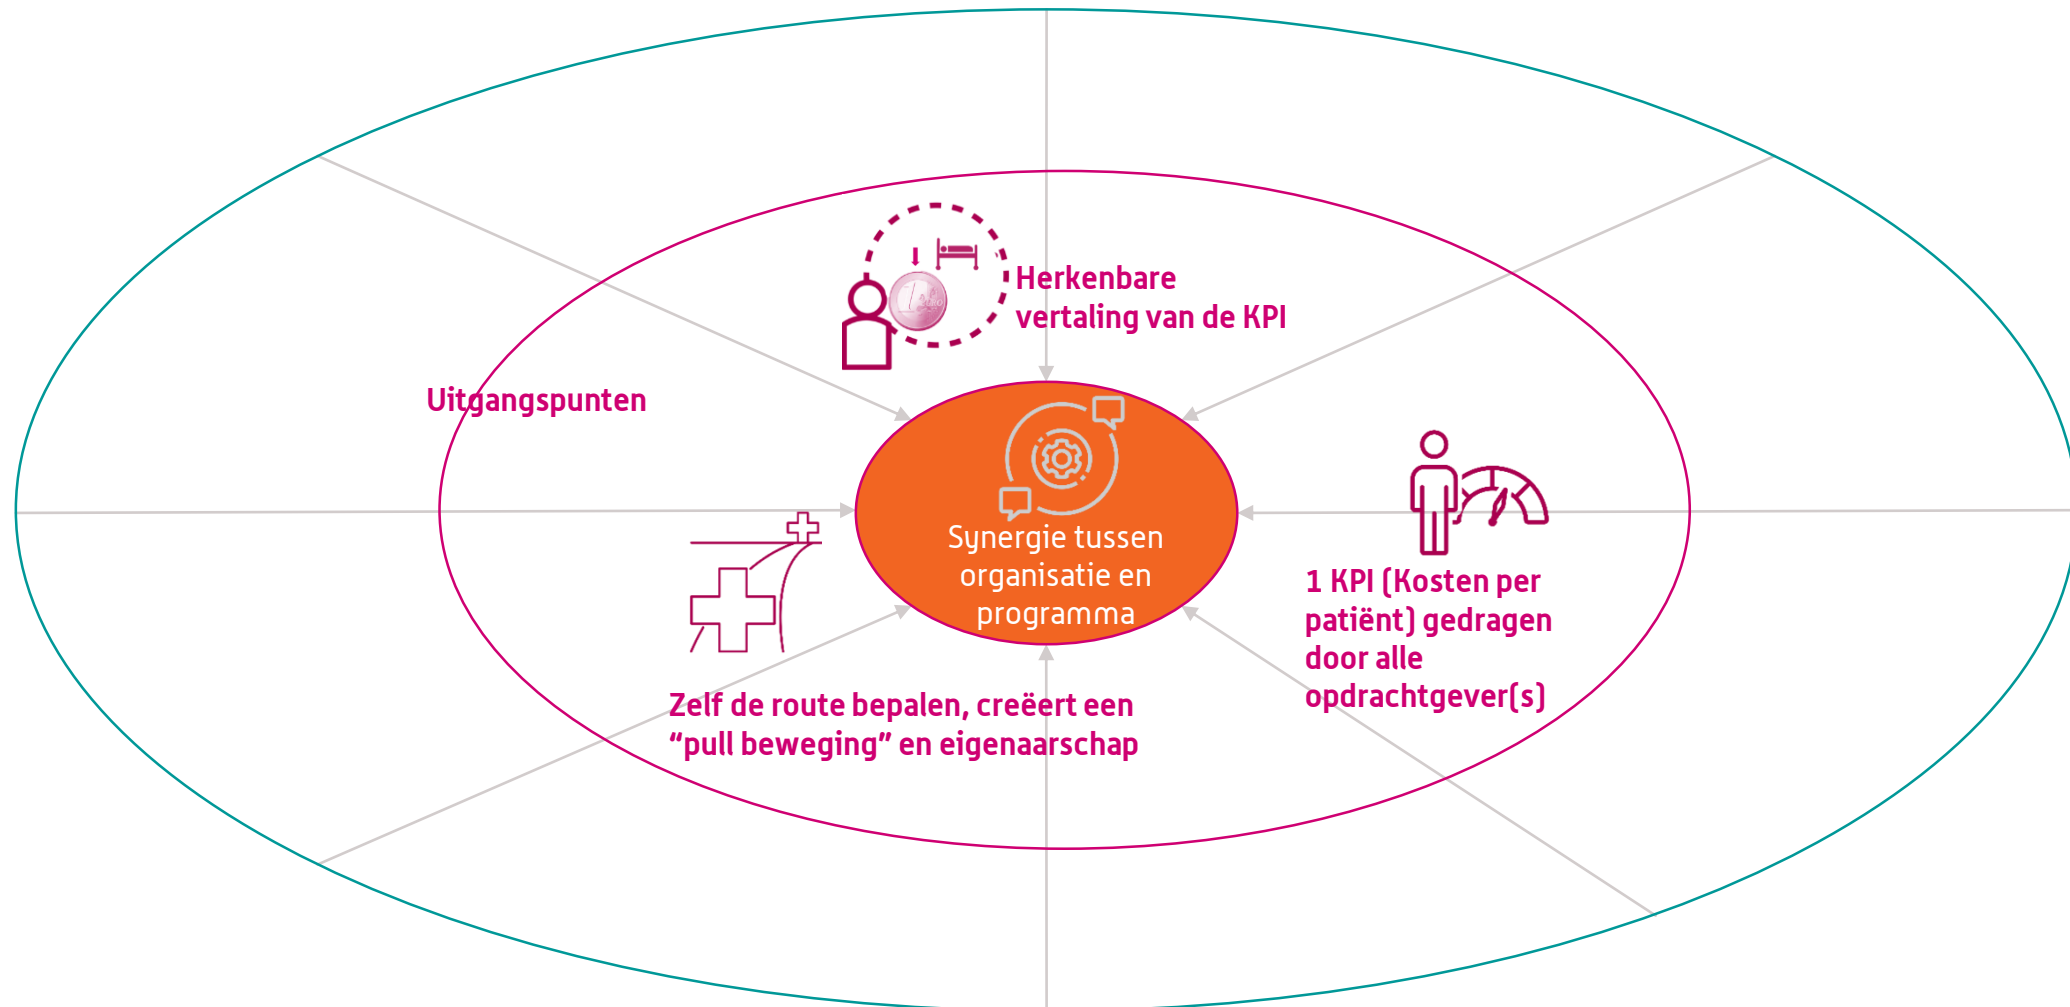 Herkenbare
vertaling van de KPI
Uitgangspunten
Synergie tussen
organisatie en
programma
1 KPI (Kosten per
patiënt) gedragen
door alle
opdrachtgever(s)
Zelf de route bepalen, creëert een
“pull beweging” en eigenaarschap